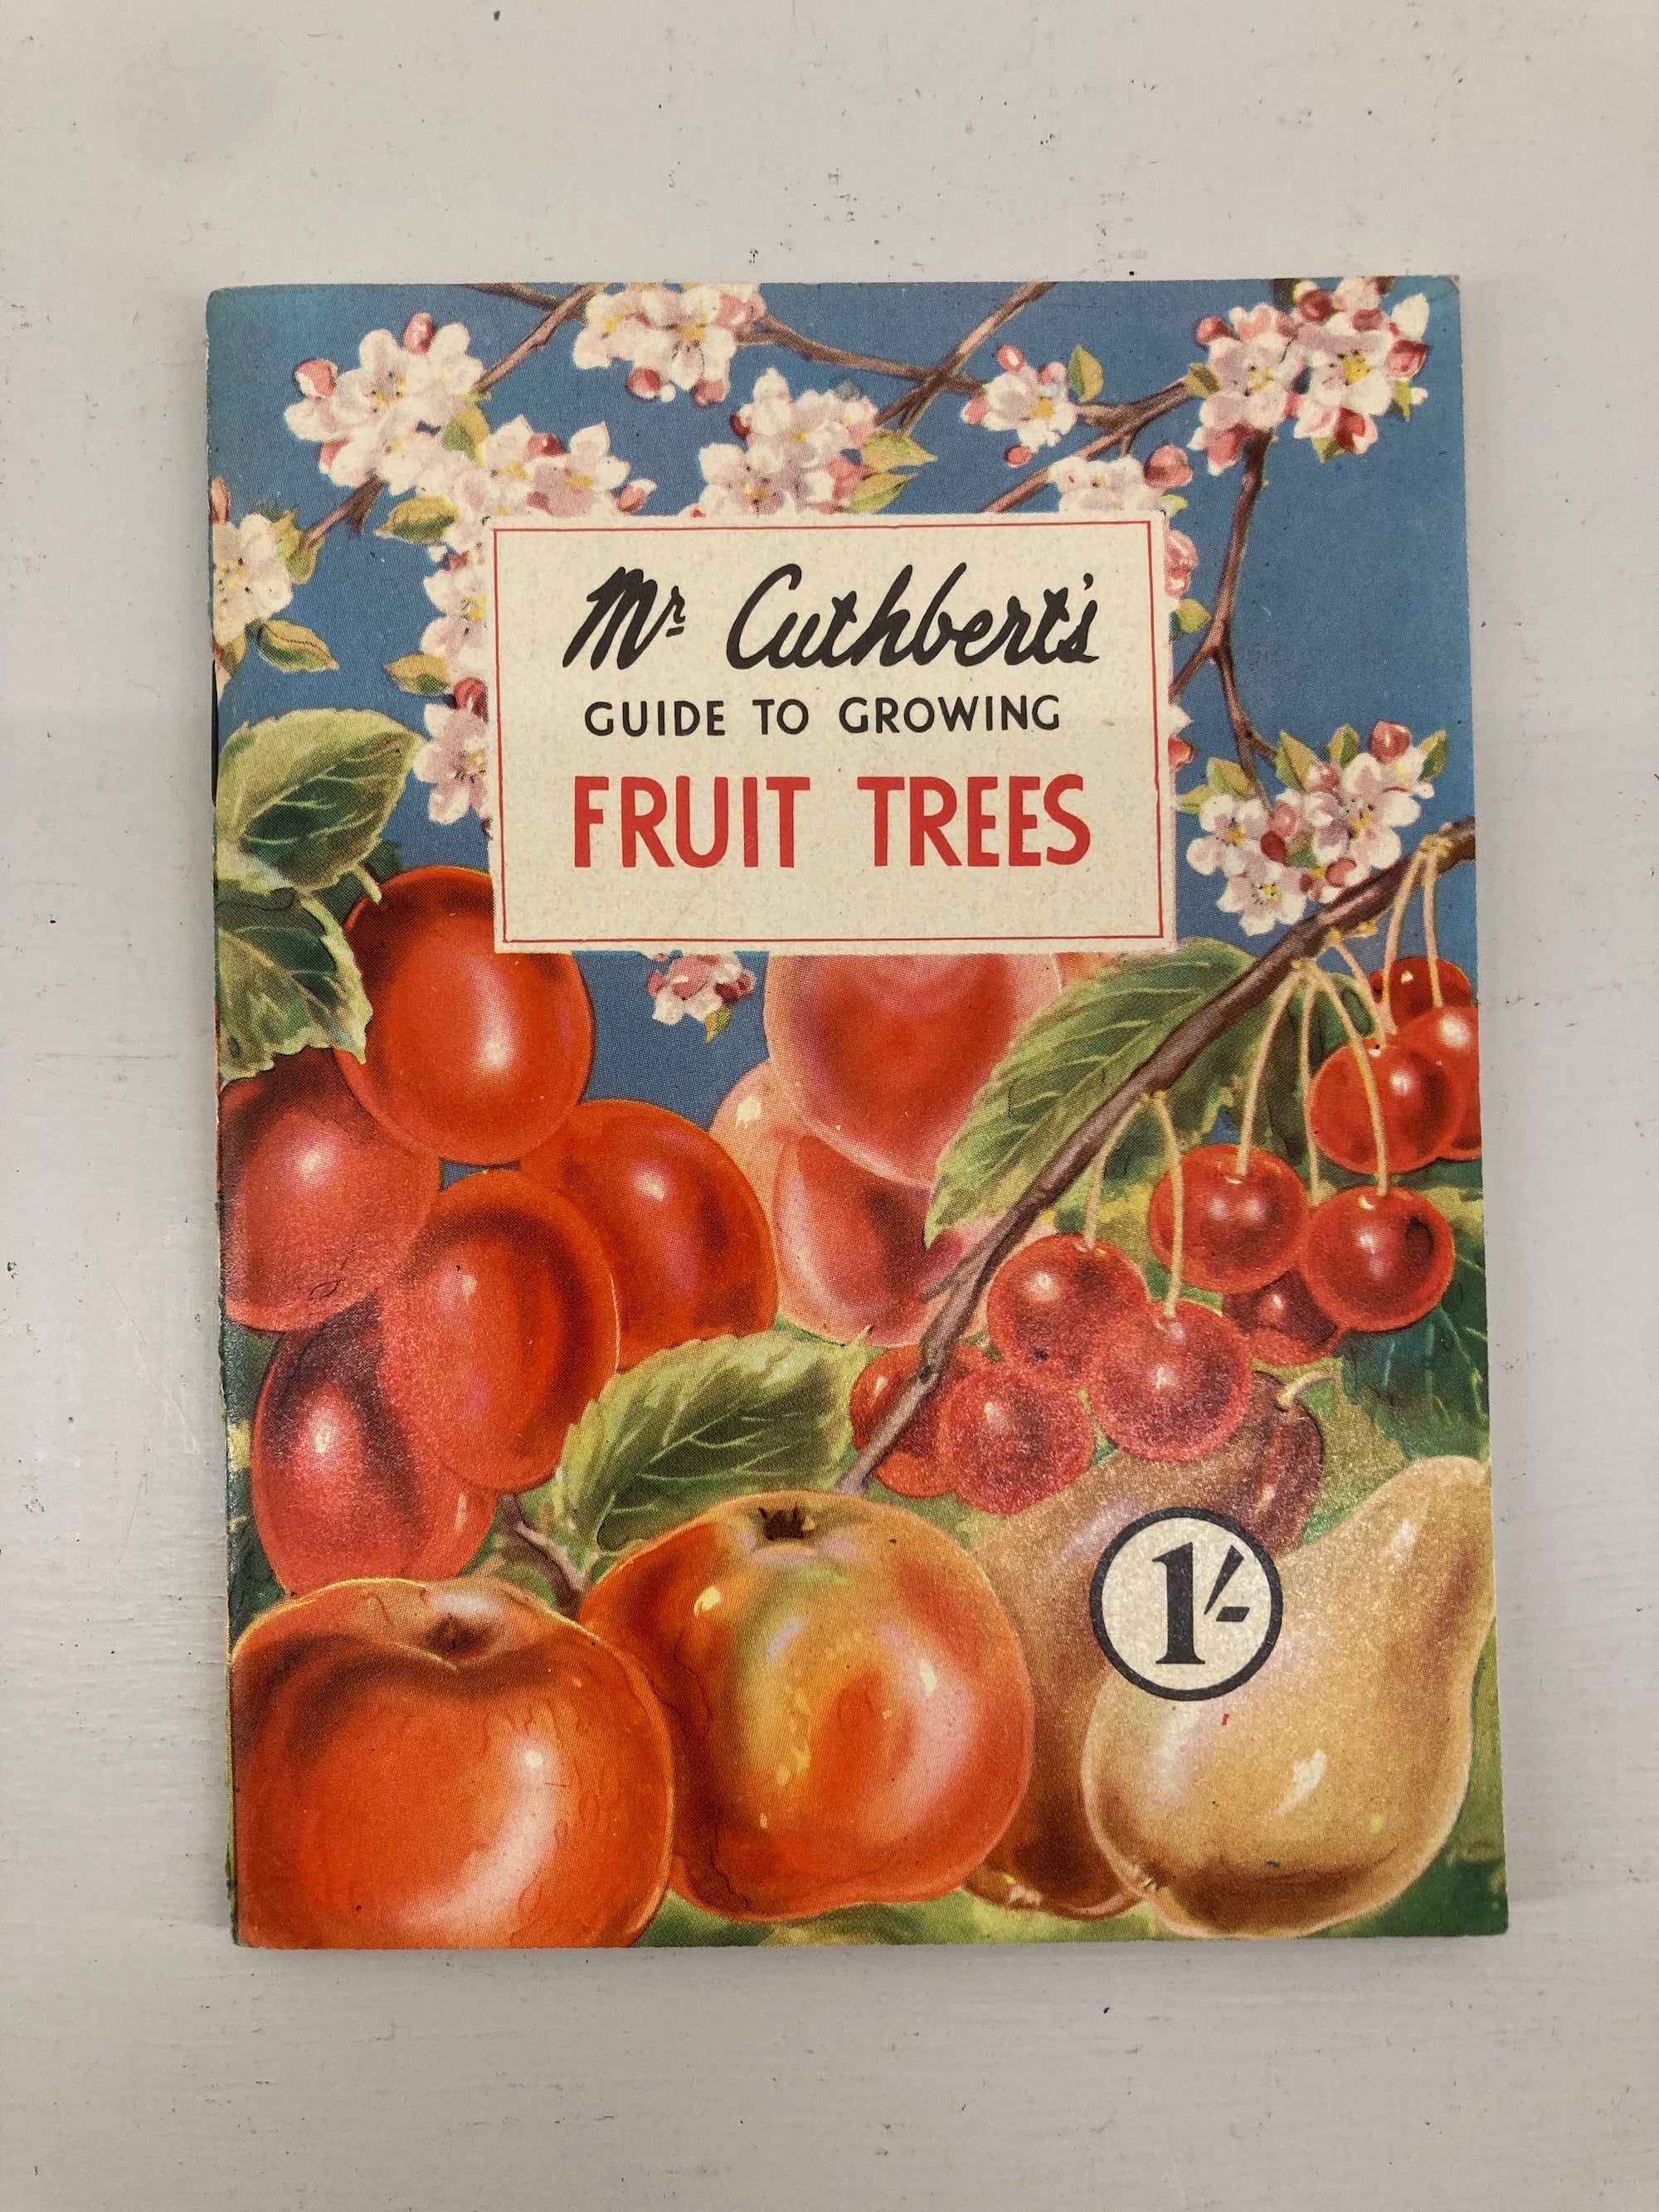 Mr Cuthbert's
GUIDE TO GROWING
FRUIT TREES
1/-